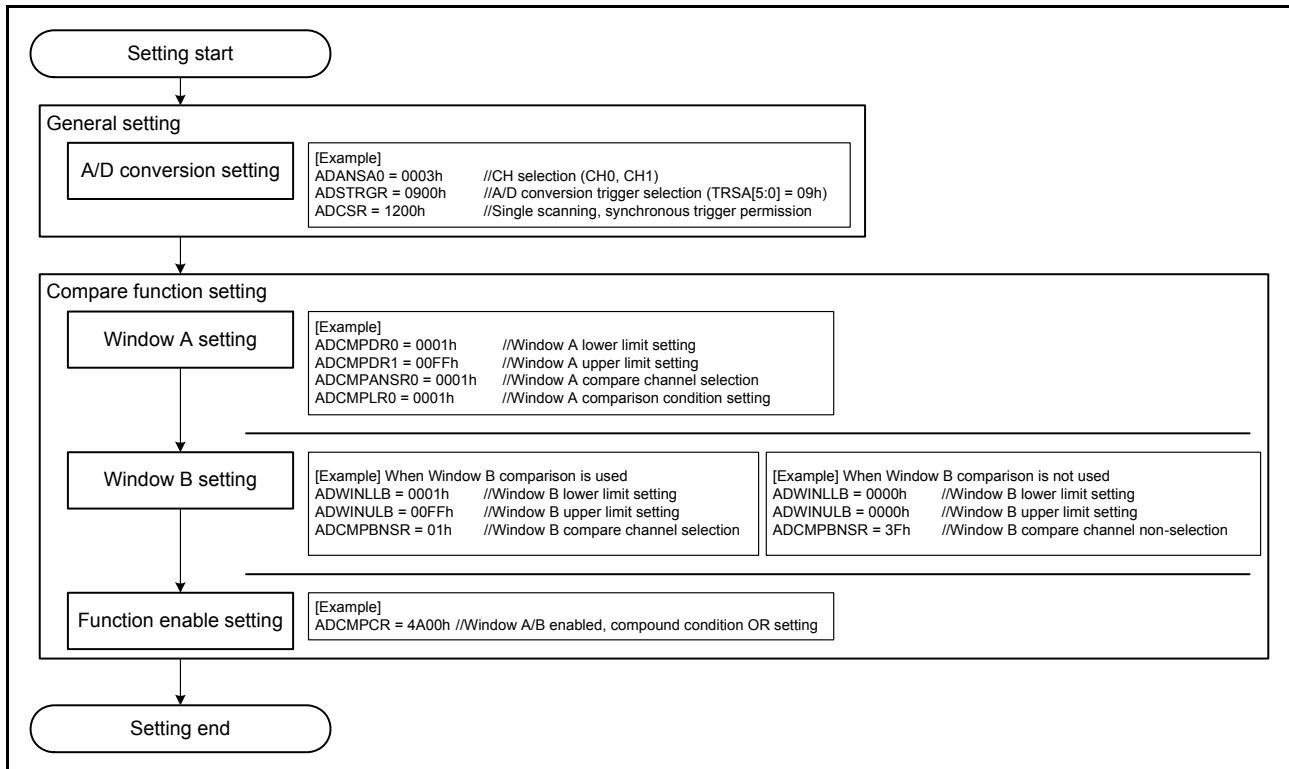 Setting start
General setting
A/D conversion setting
[Example]
ADANSA0 = 0003h //CH selection (CH0, CH1)
ADSTRGR = 0900h //A/D conversion trigger selection (TRSA[5:0] = 09h)
ADCSR = 1200h //Single scanning, synchronous trigger permission
Compare function setting
Window A setting
[Example]
ADCMPDR0 = 0001h //Window A lower limit setting
ADCMPDR1 = 00FFh //Window A upper limit setting
ADCMPANSR0 = 0001h //Window A compare channel selection
ADCMPLR0 = 0001h //Window A comparison condition setting
Window B setting
[Example] When Window B comparison is used
ADWINLLB = 0001h //Window B lower limit setting
ADWINULB = 00FFh //Window B upper limit setting
ADCMPBNSR = 01h //Window B compare channel selection
[Example] When Window B comparison is not used
ADWINLLB = 0000h //Window B lower limit setting
ADWINULB = 0000h //Window B upper limit setting
ADCMPBNSR = 3Fh //Window B compare channel non-selection
Function enable setting
[Example]
ADCMPCR = 4A00h //Window A/B enabled, compound condition OR setting
Setting end